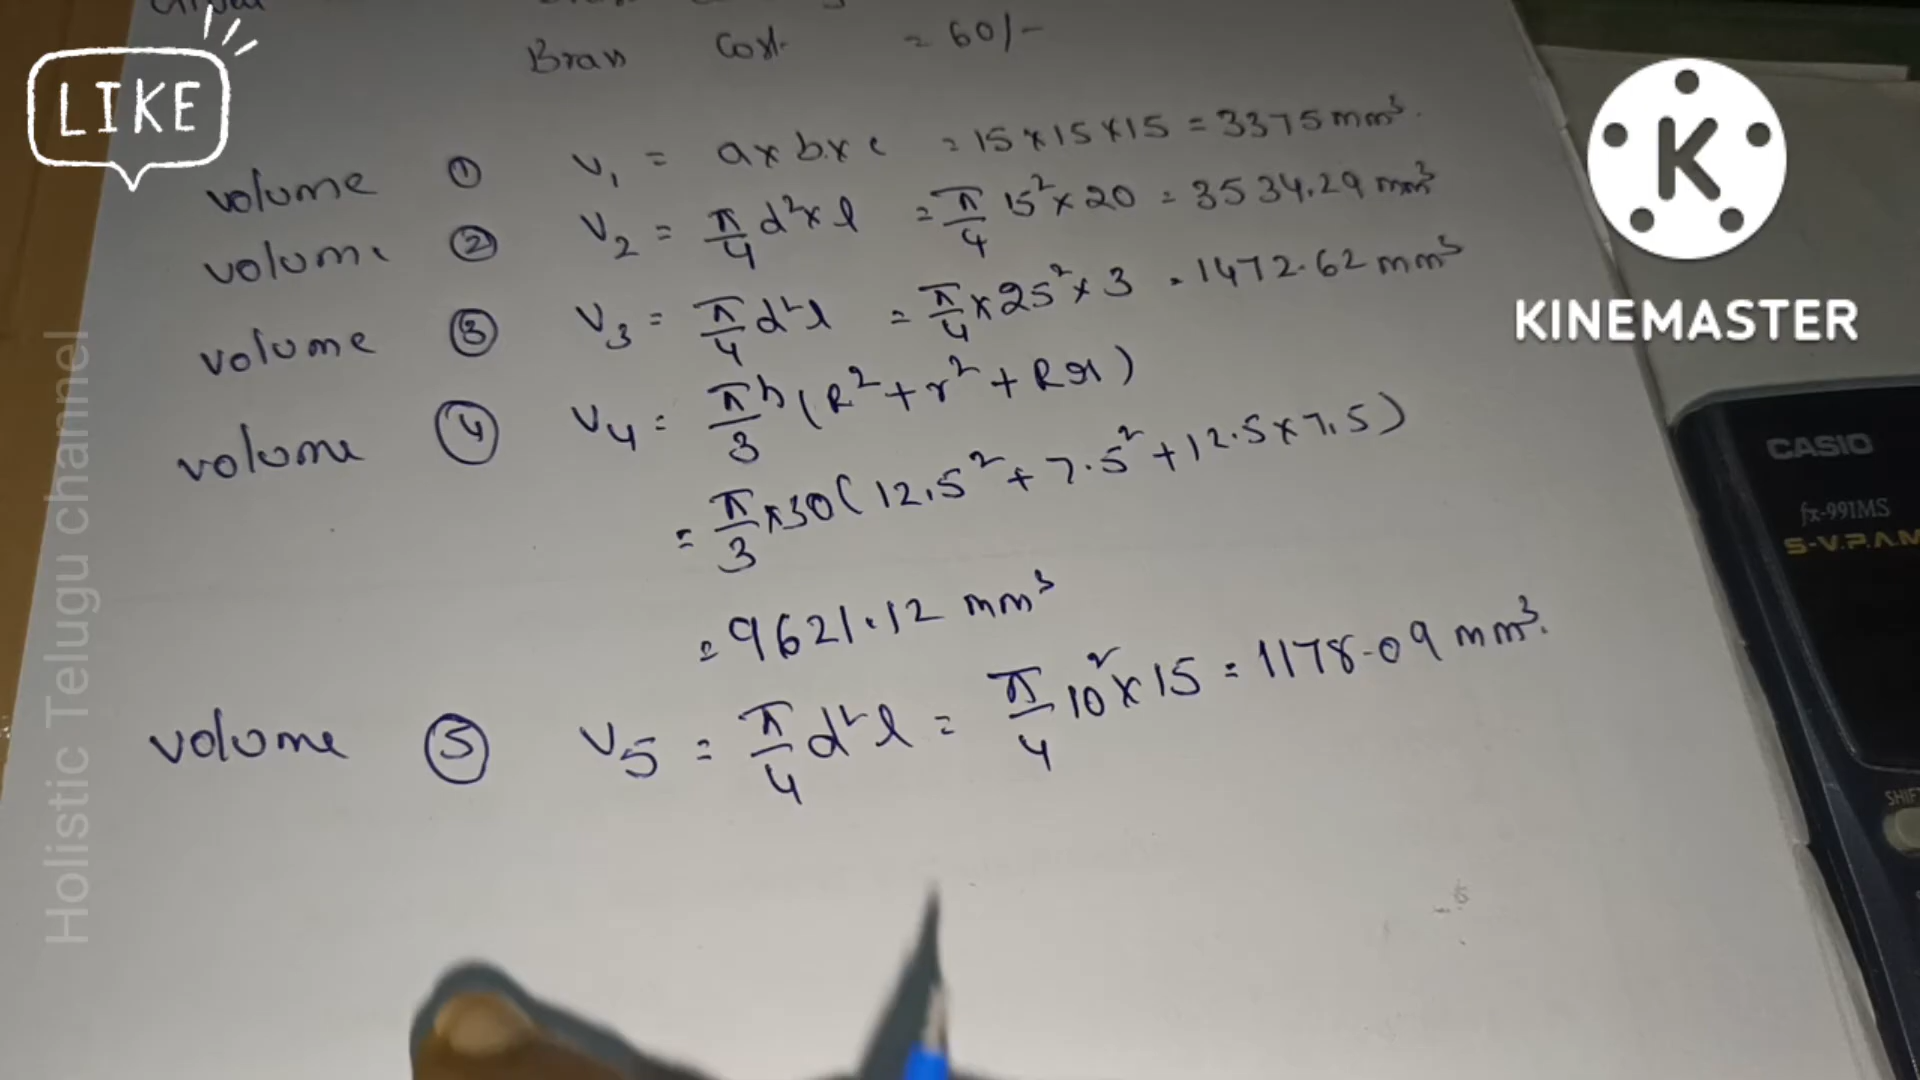 Brass Cost = 60/-
LIKE
volume ① V₁ = a×b×c = 15×15×15 = 3375 mm³.
volume ② V₂ = π/4 d²×l = π/4 15²×20 = 3534.29 mm³
volume ③ V₃ = π/4 d²l = π/4×25²×3 = 1472.62 mm³
volume ④ V₄ = πh/3 (R²+r²+Rr)
= π/3×30(12.5²+7.5²+12.5×7.5)
= 9621.12 mm³
volume ⑤ V₅ = π/4 d²l = π/4 10²×15 = 1178.09 mm³.
K
KINEMASTER
CASIO
fx-991MS
S-V.P.A.M
SHIF
Holistic Telugu channel